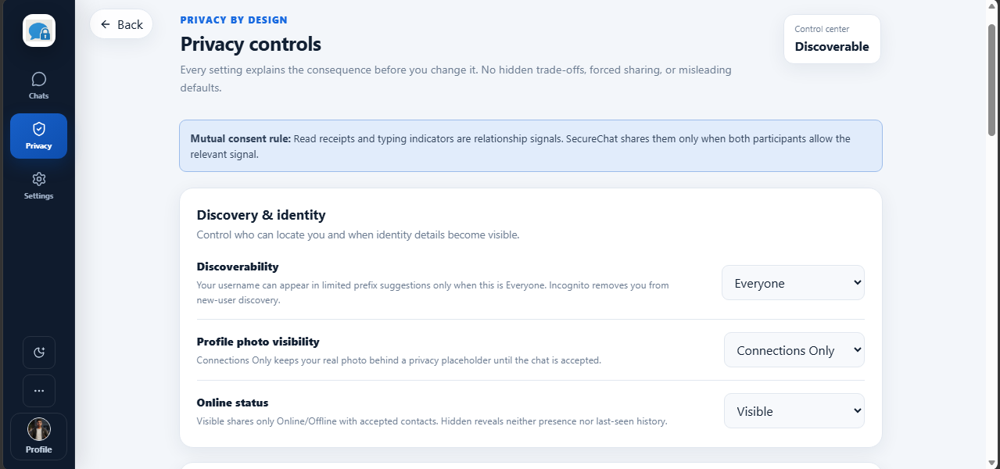 Back
PRIVACY BY DESIGN
Privacy controls
Every setting explains the consequence before you change it. No hidden trade-offs, forced sharing, or misleading
defaults.
Control center
Discoverable
Chats
Privacy
Settings
Mutual consent rule: Read receipts and typing indicators are relationship signals. SecureChat shares them only when both participants allow the
relevant signal.
Discovery & identity
Control who can locate you and when identity details become visible.
Discoverability
Your username can appear in limited prefix suggestions only when this is Everyone. Incognito removes you from
new-user discovery.
Everyone
Profile photo visibility
Connections Only keeps your real photo behind a privacy placeholder until the chat is accepted.
Connections Only
Online status
Visible shares only Online/Offline with accepted contacts. Hidden reveals neither presence nor last-seen history.
Visible
Profile